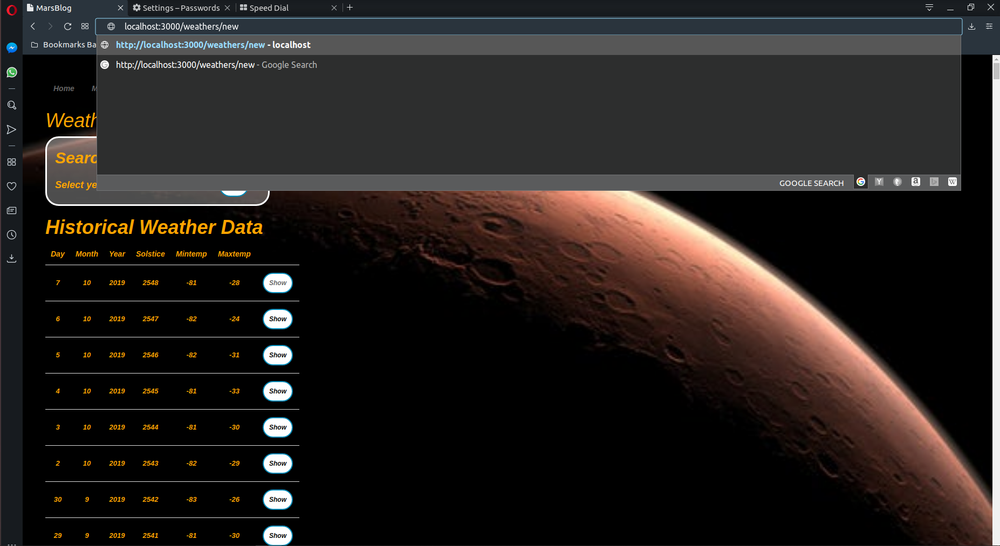 MarsBlog
Settings – Passwords
Speed Dial
localhost:3000/weathers/new
Bookmarks Ba
http://localhost:3000/weathers/new - localhost
http://localhost:3000/weathers/new - Google Search
GOOGLE SEARCH
Home M
Weath
Searc
Select ye
Historical Weather Data
Day Month Year Solstice Mintemp Maxtemp
7 10 2019 2548 -81 -28 Show
6 10 2019 2547 -82 -24 Show
5 10 2019 2546 -82 -31 Show
4 10 2019 2545 -81 -33 Show
3 10 2019 2544 -81 -30 Show
2 10 2019 2543 -82 -29 Show
30 9 2019 2542 -83 -26 Show
29 9 2019 2541 -81 -30 Show